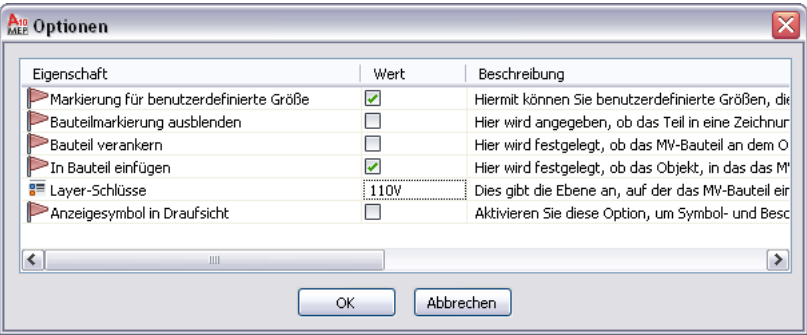 A10 MEP Optionen
Eigenschaft Wert Beschreibung
Markierung für benutzerdefinierte Größe Hiermit können Sie benutzerdefinierte Größen, die
Bauteilmarkierung ausblenden Hier wird angegeben, ob das Teil in eine Zeichnun
Bauteil verankern Hier wird festgelegt, ob das MV-Bauteil an dem O
In Bauteil einfügen Hier wird festgelegt, ob das Objekt, in das das M
Layer-Schlüsse 110V Dies gibt die Ebene an, auf der das MV-Bauteil ein
Anzeigesymbol in Draufsicht Aktivieren Sie diese Option, um Symbol- und Besc
OK Abbrechen